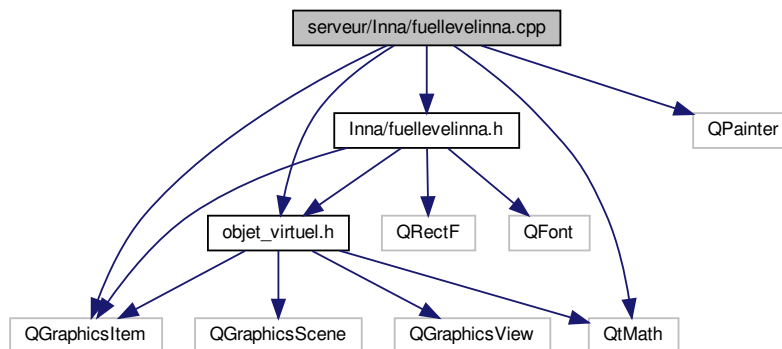 serveur/Inna/fuellevelinna.cpp
Inna/fuellevelinna.h
QPainter
objet_virtuel.h
QRectF
QFont
QGraphicsItem
QGraphicsScene
QGraphicsView
QtMath